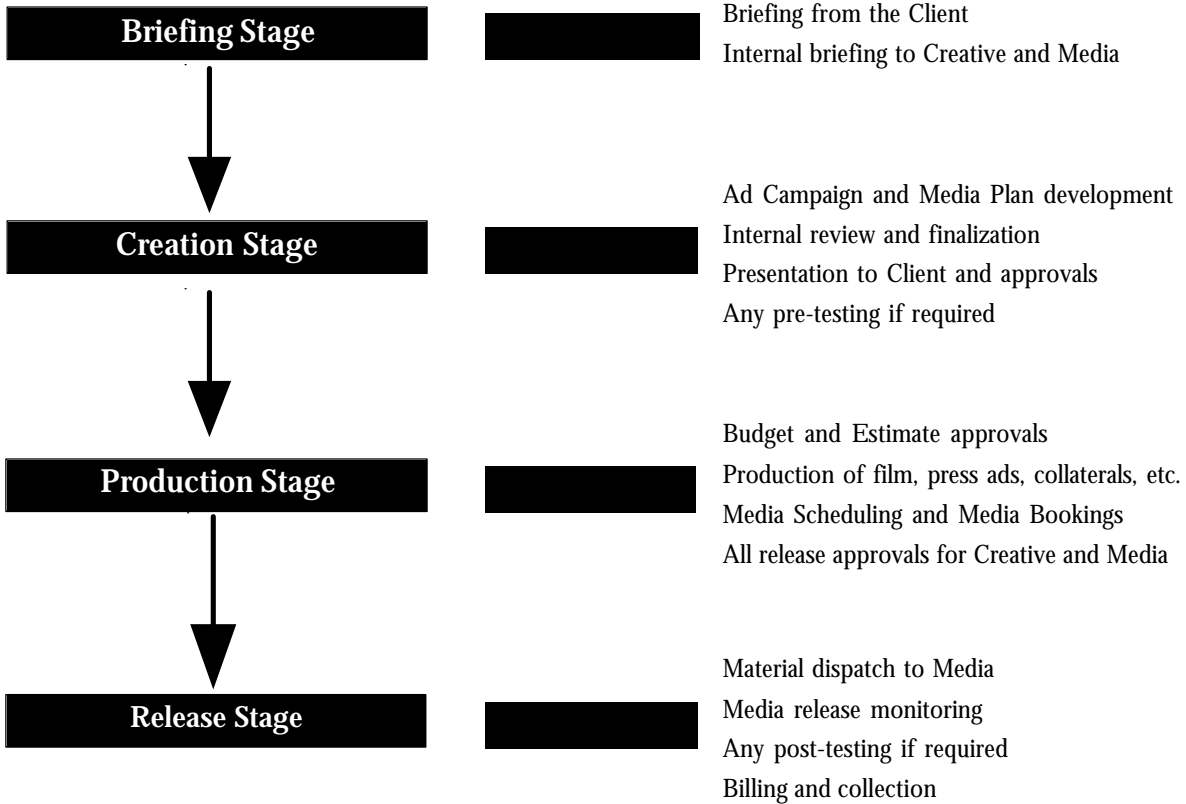 Briefing Stage
Briefing from the Client
Internal briefing to Creative and Media
Creation Stage
Ad Campaign and Media Plan development
Internal review and finalization
Presentation to Client and approvals
Any pre-testing if required
Production Stage
Budget and Estimate approvals
Production of film, press ads, collaterals, etc.
Media Scheduling and Media Bookings
All release approvals for Creative and Media
Release Stage
Material dispatch to Media
Media release monitoring
Any post-testing if required
Billing and collection